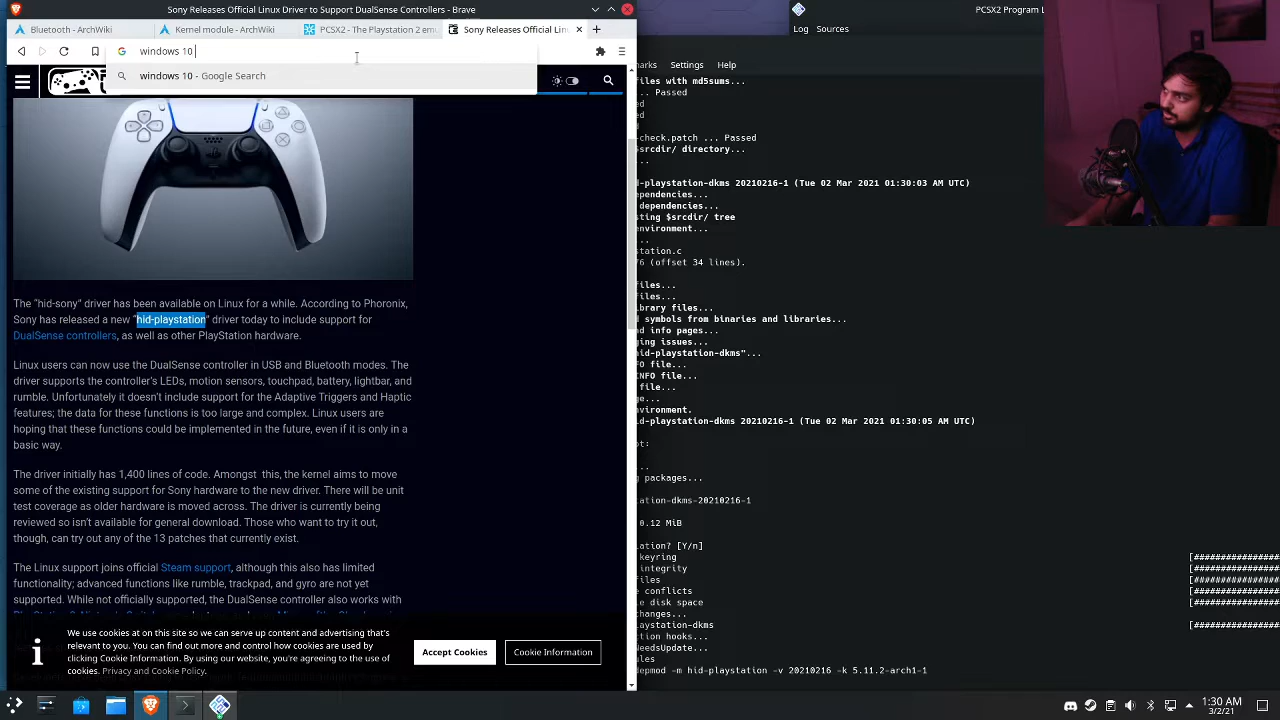 Sony Releases Official Linux Driver to Support DualSense Controllers - Brave
PCSX2 Program L
Bluetooth - ArchWiki
Kernel module - ArchWiki
PCSX2 - The Playstation 2 emu
Sony Releases Official Lin
Log Sources
windows 10
marks Settings Help
windows 10 - Google Search
files with md5sums...
... Passed
ed
ed
-check.patch ... Passed
$srcdir/ directory...
d-playstation-dkms 20210216-1 (Tue 02 Mar 2021 01:30:03 AM UTC)
ependencies...
dependencies...
sting $srcdir/ tree
environment...
...
station.c
76 (offset 34 lines).
files...
files...
ibrary files...
d symbols from binaries and libraries...
and info pages...
ging issues...
hid-playstation-dkms"...
FO file...
INFO file...
file...
ge...
nvironment.
id-playstation-dkms 20210216-1 (Tue 02 Mar 2021 01:30:05 AM UTC)
ot:
...
g packages...
tation-dkms-20210216-1
0.12 MiB
ation? [Y/n]
keyring
integrity
files
e conflicts
le disk space
changes...
station-dkms
tion hooks...
NeedsUpdate...
ules
depmod -m hid-playstation -v 20210216 -k 5.11.2-arch1-1
The “hid-sony” driver has been available on Linux for a while. According to Phoronix,
Sony has released a new “hid-playstation” driver today to include support for
DualSense controllers, as well as other PlayStation hardware.
Linux users can now use the DualSense controller in USB and Bluetooth modes. The
driver supports the controller's LEDs, motion sensors, touchpad, battery, lightbar, and
rumble. Unfortunately it doesn't include support for the Adaptive Triggers and Haptic
features; the data for these functions is too large and complex. Linux users are
hoping that these functions could be implemented in the future, even if it is only in a
basic way.
The driver initially has 1,400 lines of code. Amongst this, the kernel aims to move
some of the existing support for Sony hardware to the new driver. There will be unit
test coverage as older hardware is moved across. The driver is currently being
reviewed so isn't available for general download. Those who want to try it out,
though, can try out any of the 13 patches that currently exist.
The Linux support joins official Steam support, although this also has limited
functionality; advanced functions like rumble, trackpad, and gyro are not yet
supported. While not officially supported, the DualSense controller also works with
We use cookies at on this site so we can serve up content and advertising that's
relevant to you. You can find out more and control how cookies are used by
clicking Cookie Information. By using our website, you're agreeing to the use of
cookies. Privacy and Cookie Policy.
Accept Cookies
Cookie Information
1:30 AM
3/2/21